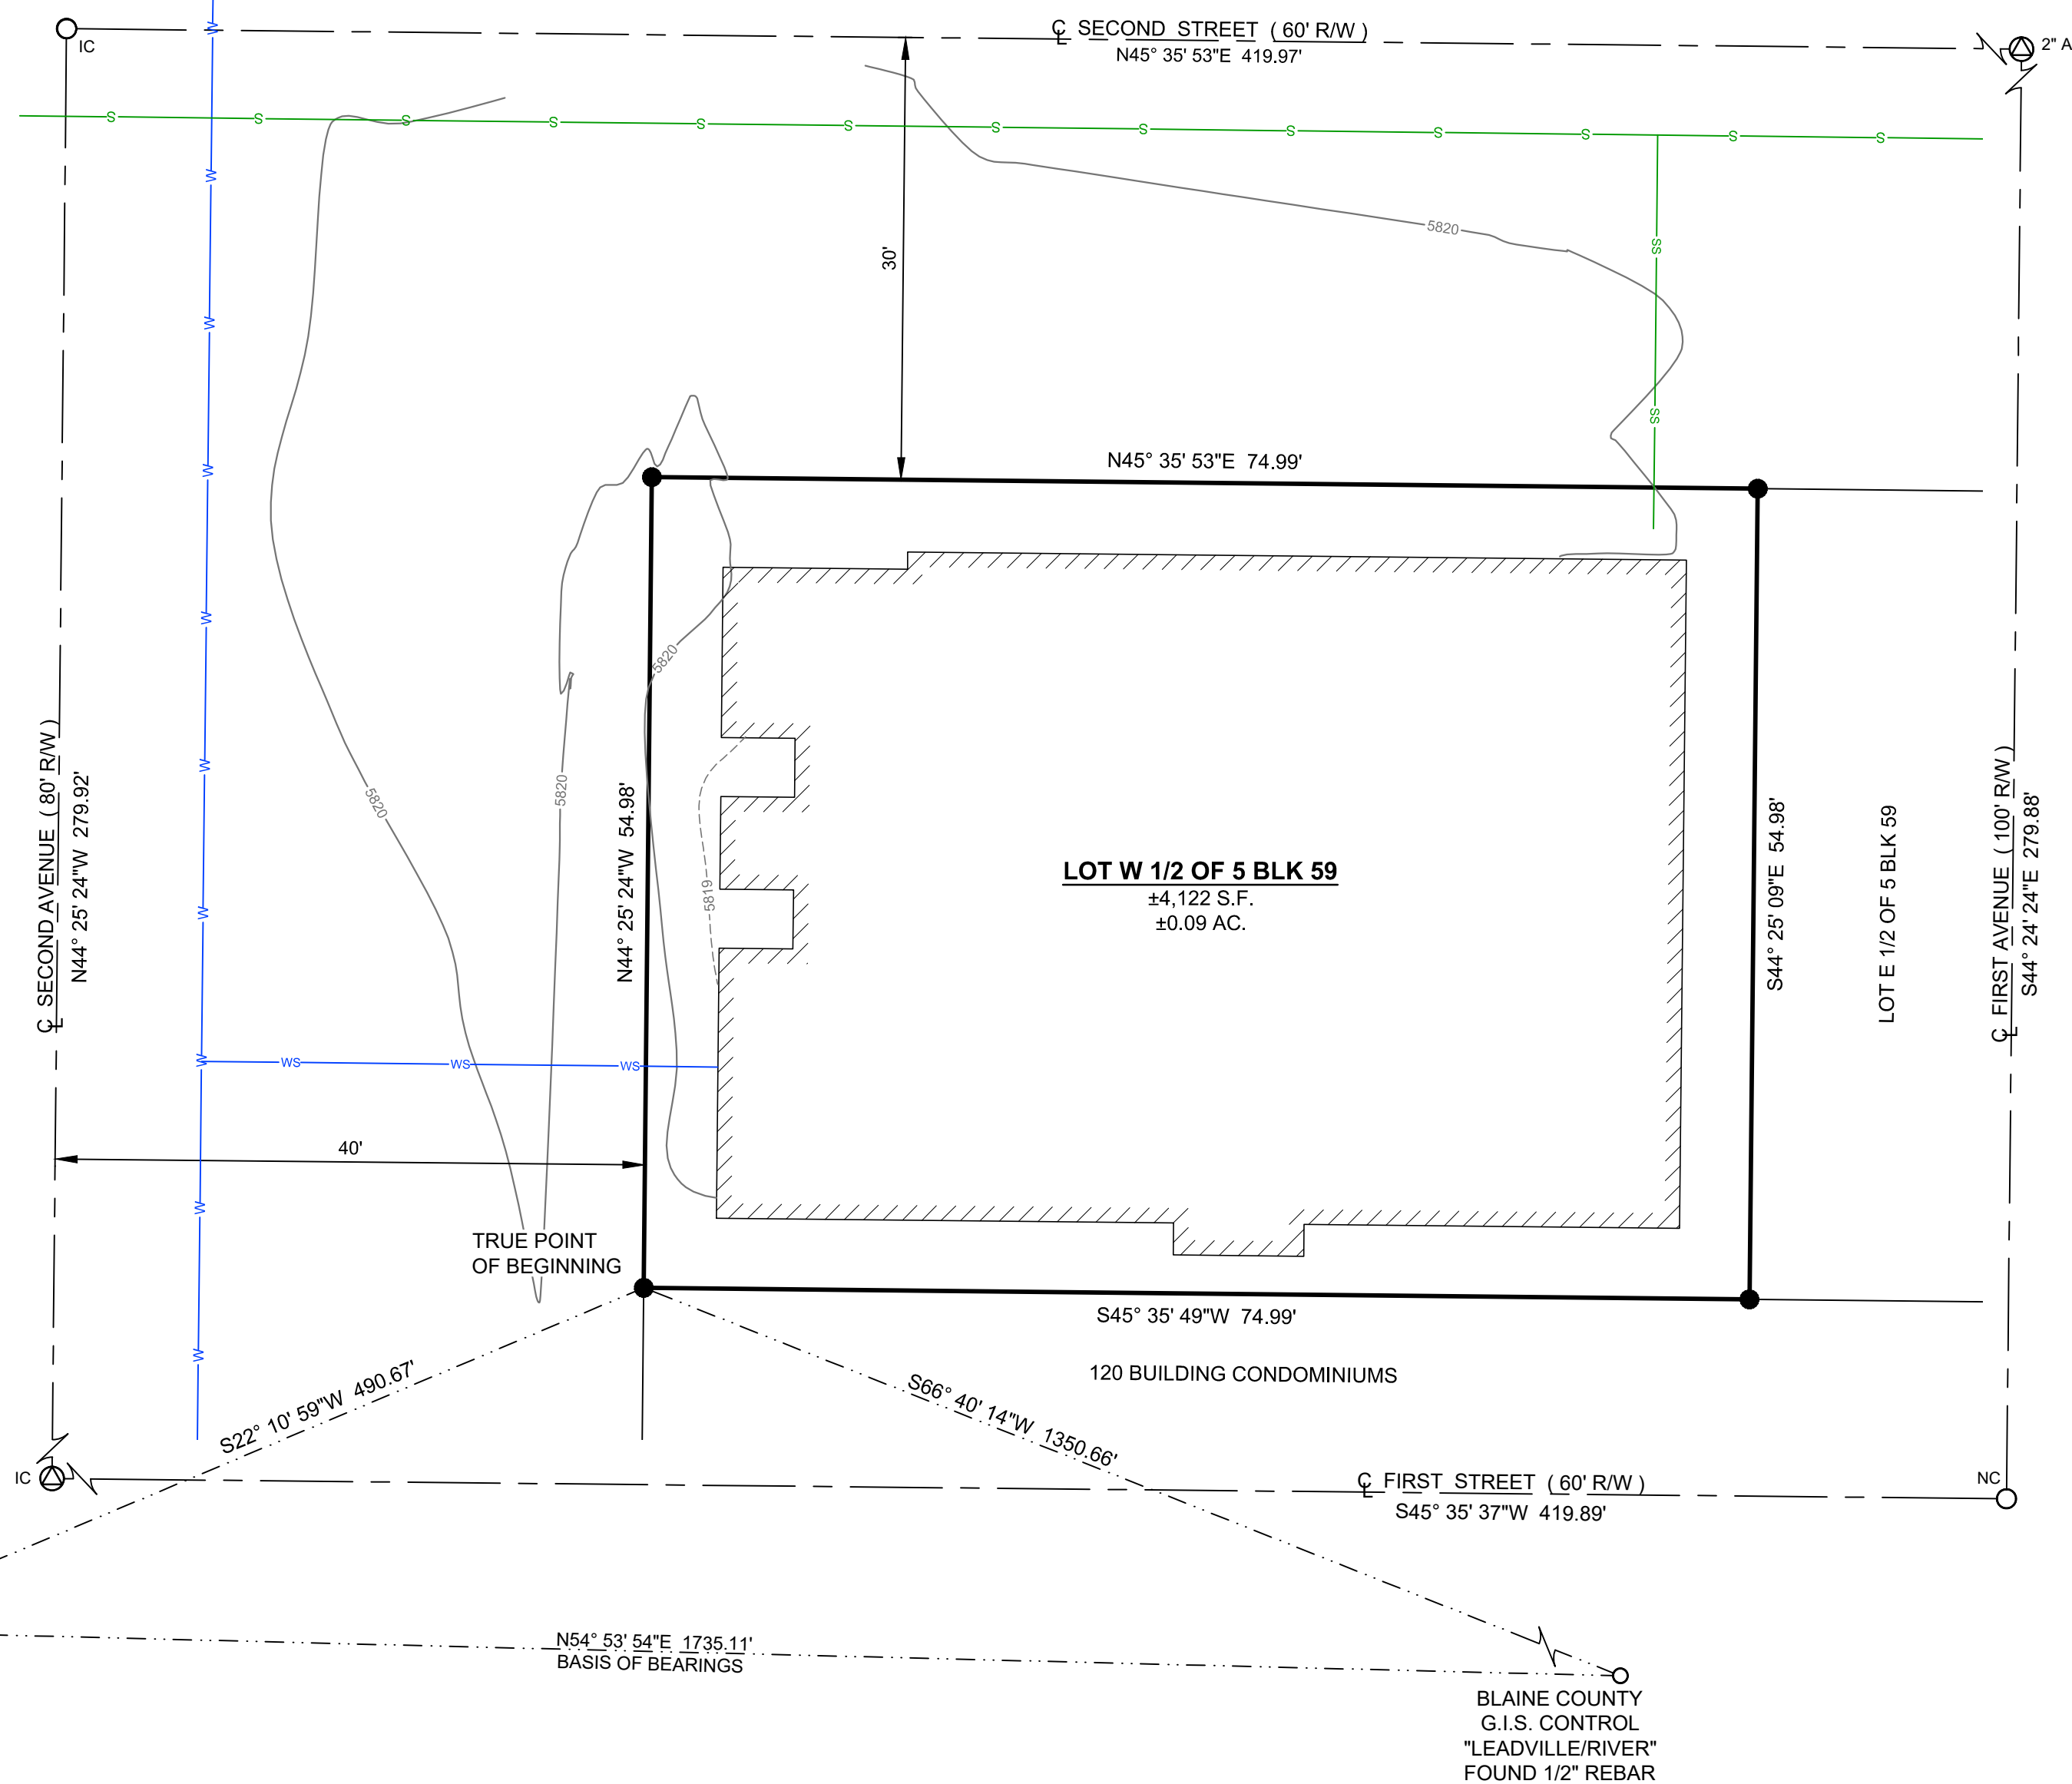 ℄ SECOND STREET ( 60' R/W )
N45° 35' 53"E 419.97'
IC
2" A
W
S S S S S S S S S S S S S
W
W
W
W
W
W
W
W
W
30'
5820
SS
SS
N45° 35' 53"E 74.99'
5820
5820
5820
5819
℄ SECOND AVENUE ( 80' R/W )
N44° 25' 24"W 279.92'
N44° 25' 24"W 54.98'
LOT W 1/2 OF 5 BLK 59
±4,122 S.F.
±0.09 AC.
S44° 25' 09"E 54.98'
LOT E 1/2 OF 5 BLK 59
℄ FIRST AVENUE ( 100' R/W )
S44° 24' 24"E 279.88'
WS WS WS
40'
TRUE POINT
OF BEGINNING
S45° 35' 49"W 74.99'
120 BUILDING CONDOMINIUMS
S22° 10' 59"W 490.67'
S66° 40' 14"W 1350.66'
IC
℄ FIRST STREET ( 60' R/W )
S45° 35' 37"W 419.89'
NC
N54° 53' 54"E 1735.11'
BASIS OF BEARINGS
BLAINE COUNTY
G.I.S. CONTROL
"LEADVILLE/RIVER"
FOUND 1/2" REBAR